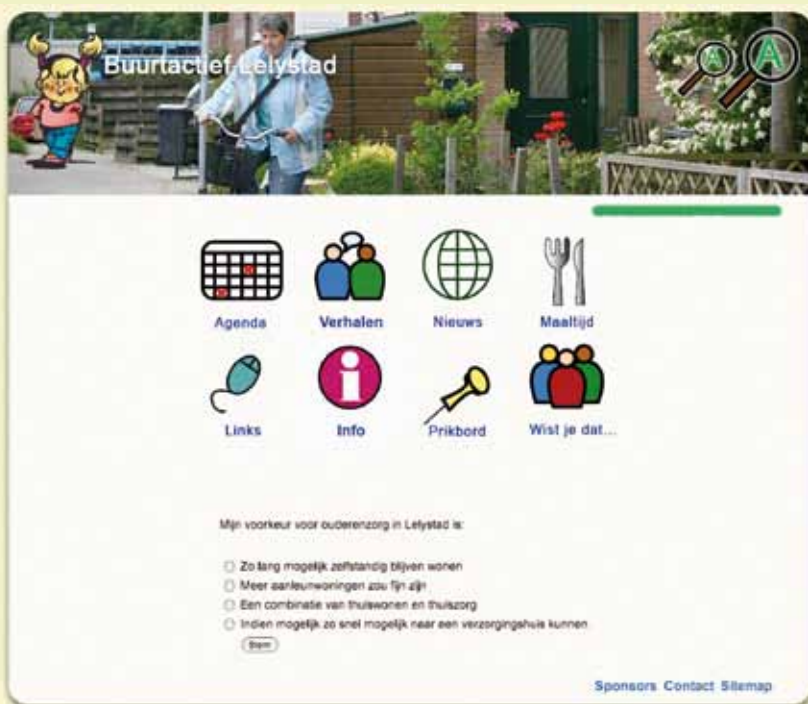 Buurtactief Lelystad
A A
Agenda Verhalen Nieuws Maaltijd
Links Info Prikbord Wist je dat...
Mijn voorkeur voor ouderenzorg in Lelystad is:
Zo lang mogelijk zelfstandig blijven wonen
Meer aanleunwoningen zou fijn zijn
Een combinatie van thuiswonen en thuiszorg
Indien mogelijk zo snel mogelijk naar een verzorgingshuis kunnen
Stem
Sponsors Contact Sitemap